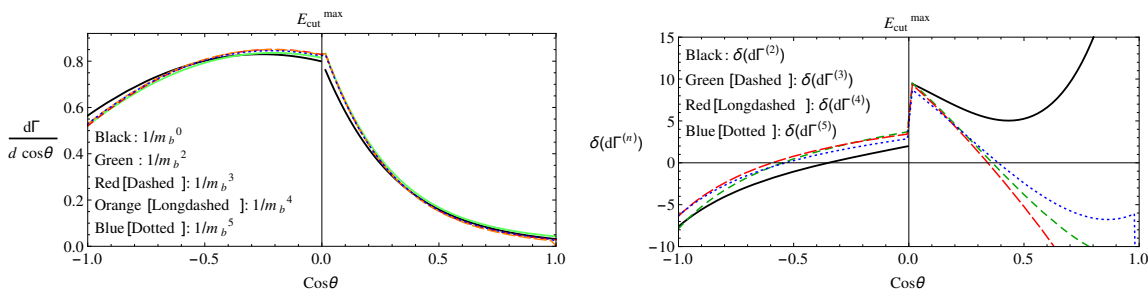 E_cut^max
dΓ
d cosθ
0.8
0.6
0.4
0.2
0.0
Black: 1/m_b^0
Green : 1/m_b^2
Red [Dashed ]: 1/m_b^3
Orange [Longdashed ]: 1/m_b^4
Blue [Dotted ]: 1/m_b^5
-1.0 -0.5 0.0 0.5 1.0
Cosθ
E_cut^max
δ(dΓ^(n))
15
10
5
0
-5
-10
Black : δ(dΓ^(2))
Green [Dashed ]: δ(dΓ^(3))
Red [Longdashed ]: δ(dΓ^(4))
Blue [Dotted ]: δ(dΓ^(5))
-1.0 -0.5 0.0 0.5 1.0
Cosθ